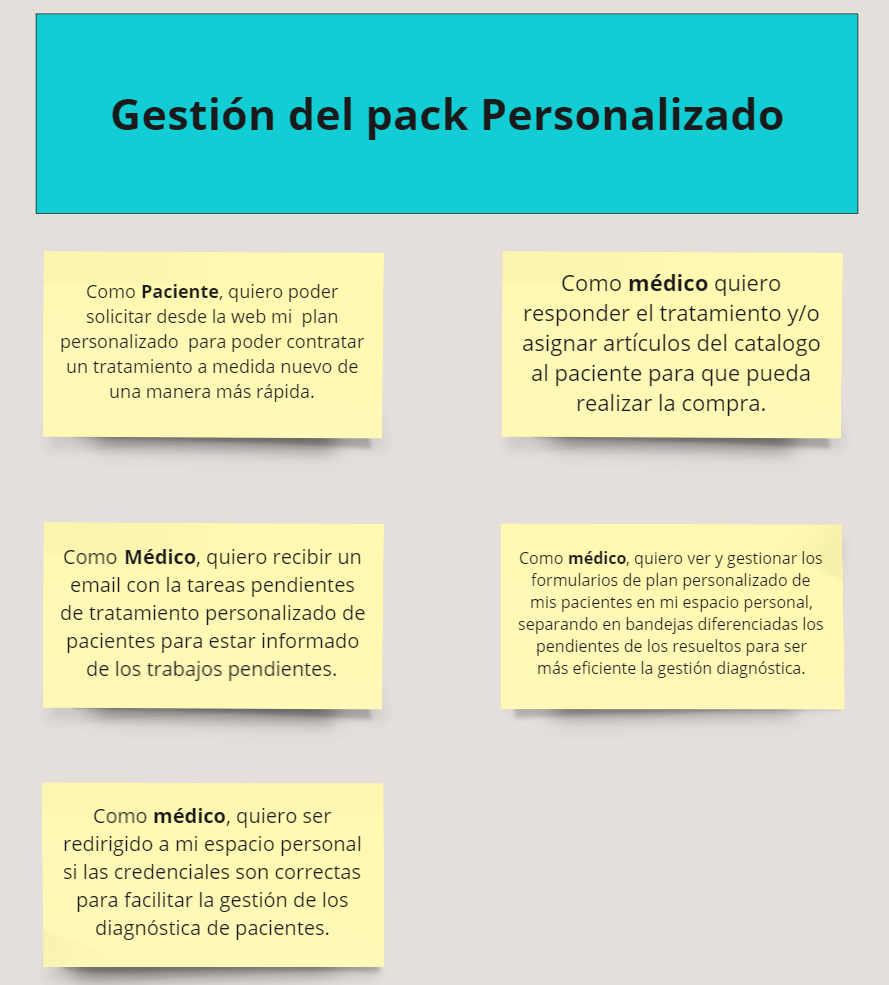 Gestión del pack Personalizado
Como Paciente, quiero poder
solicitar desde la web mi plan
personalizado para poder contratar
un tratamiento a medida nuevo de
una manera más rápida.
Como médico quiero
responder el tratamiento y/o
asignar artículos del catalogo
al paciente para que pueda
realizar la compra.
Como Médico, quiero recibir un
email con la tareas pendientes
de tratamiento personalizado de
pacientes para estar informado
de los trabajos pendientes.
Como médico, quiero ver y gestionar los
formularios de plan personalizado de
mis pacientes en mi espacio personal,
separando en bandejas diferenciadas los
pendientes de los resueltos para ser
más eficiente la gestión diagnóstica.
Como médico, quiero ser
redirigido a mi espacio personal
si las credenciales son correctas
para facilitar la gestión de los
diagnóstica de pacientes.